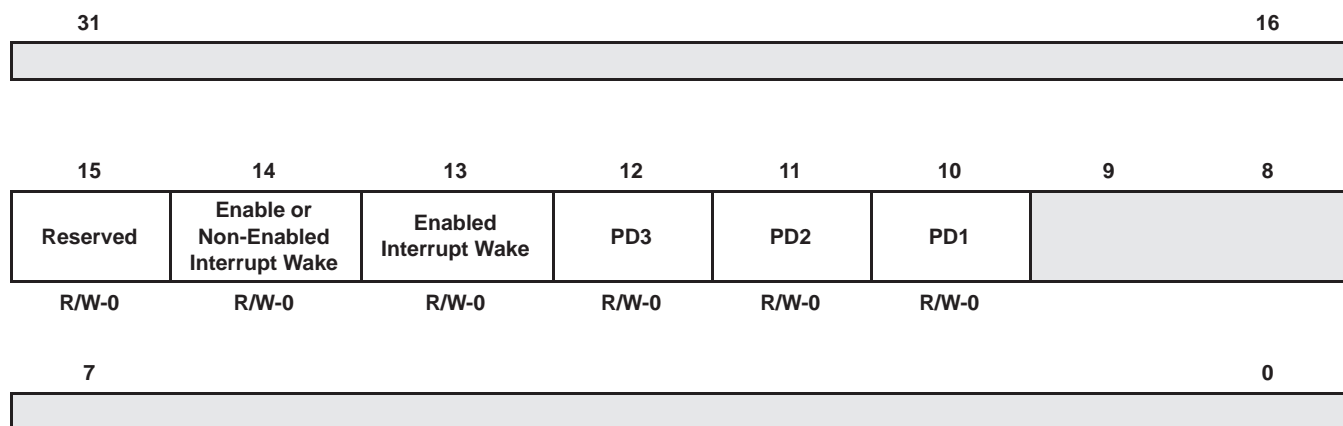 31 16
15 14 13 12 11 10 9 8
Reserved
Enable or
Non-Enabled
Interrupt Wake
Enabled
Interrupt Wake
PD3
PD2
PD1
R/W-0 R/W-0 R/W-0 R/W-0 R/W-0 R/W-0
7 0